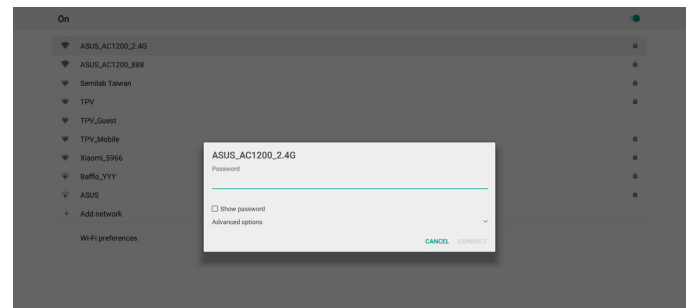 On
ASUS_AC1200_2.4G
ASUS_AC1200_888
Semilab Taiwan
TPV
TPV_Guest
TPV_Mobile
Xiaomi_5966
Bafflo_YYY
ASUS
+ Add network
Wi-Fi preferences
ASUS_AC1200_2.4G
Password
Show password
Advanced options
CANCEL CONNECT